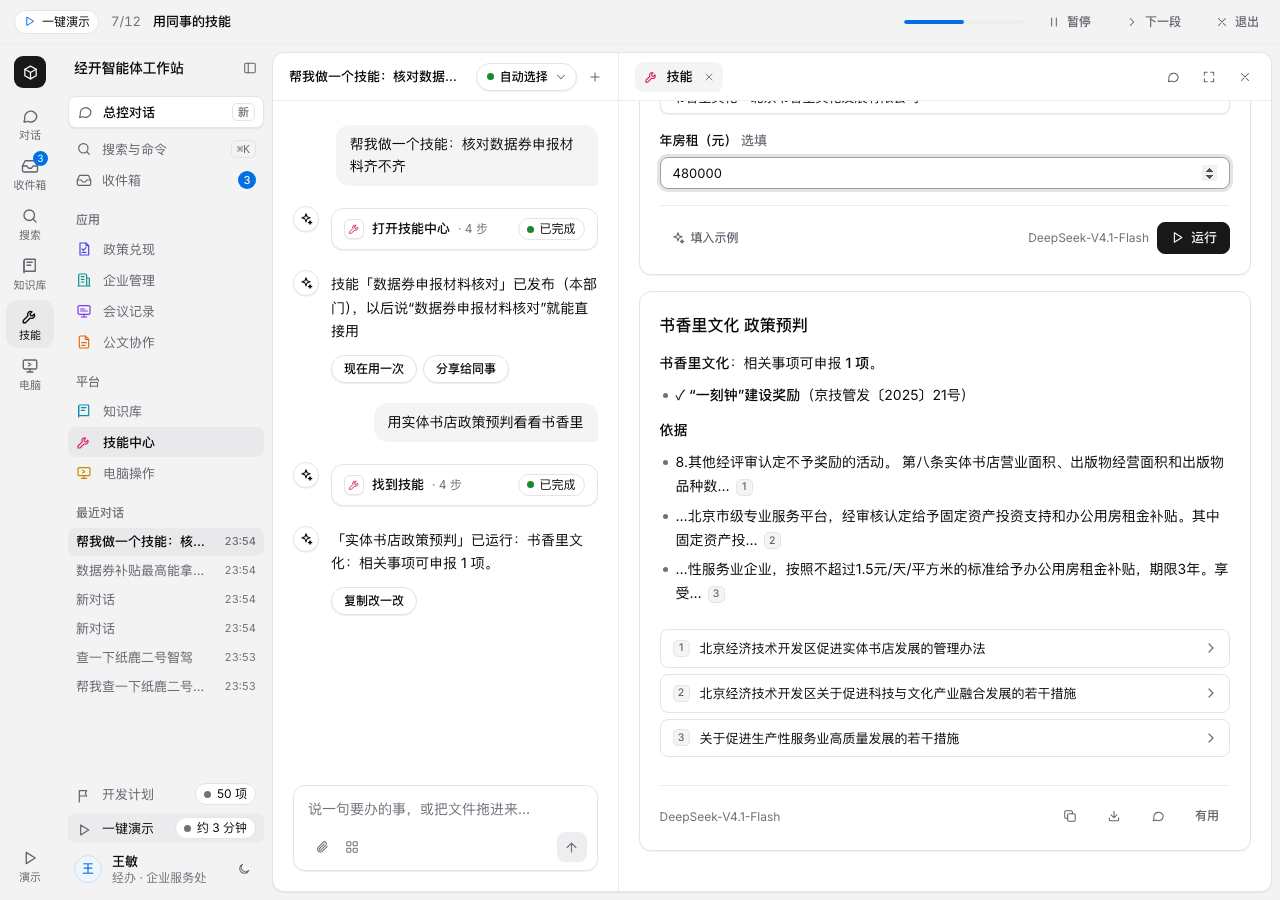 一键演示
7/12
用同事的技能
暂停
下一段
退出
对话
3
收件箱
搜索
知识库
技能
电脑
演示
经开智能体工作站
总控对话
新
搜索与命令
⌘K
收件箱
3
应用
政策兑现
企业管理
会议记录
公文协作
平台
知识库
技能中心
电脑操作
最近对话
帮我做一个技能：核... 23:54
数据券补贴最高能拿... 23:54
新对话 23:54
新对话 23:54
查一下纸鹿二号智驾 23:53
帮我查一下纸鹿二号... 23:53
开发计划
50 项
一键演示
约 3 分钟
王
王敏
经办 · 企业服务处
帮我做一个技能：核对数据...
自动选择
帮我做一个技能：核对数据券申报材
料齐不齐
打开技能中心 · 4 步
已完成
技能「数据券申报材料核对」已发布（本部
门），以后说“数据券申报材料核对”就能直
接用
现在用一次
分享给同事
用实体书店政策预判看看书香里
找到技能 · 4 步
已完成
「实体书店政策预判」已运行：书香里文
化：相关事项可申报 1 项。
复制改一改
说一句要办的事，或把文件拖进来...
技能
年房租（元） 选填
480000
填入示例
DeepSeek-V4.1-Flash
运行
书香里文化 政策预判
书香里文化：相关事项可申报 1 项。
✓ “一刻钟”建设奖励（京技管发〔2025〕21号）
依据
8.其他经评审认定不予奖励的活动。 第八条实体书店营业面积、出版物经营面积和出版物
品种数... 1
...北京市级专业服务平台，经审核认定给予固定资产投资支持和办公用房租金补贴。其中
固定资产投... 2
...性服务业企业，按照不超过1.5元/天/平方米的标准给予办公用房租金补贴，期限3年。享
受... 3
1 北京经济技术开发区促进实体书店发展的管理办法
2 北京经济技术开发区关于促进科技与文化产业融合发展的若干措施
3 关于促进生产性服务业高质量发展的若干措施
DeepSeek-V4.1-Flash
有用